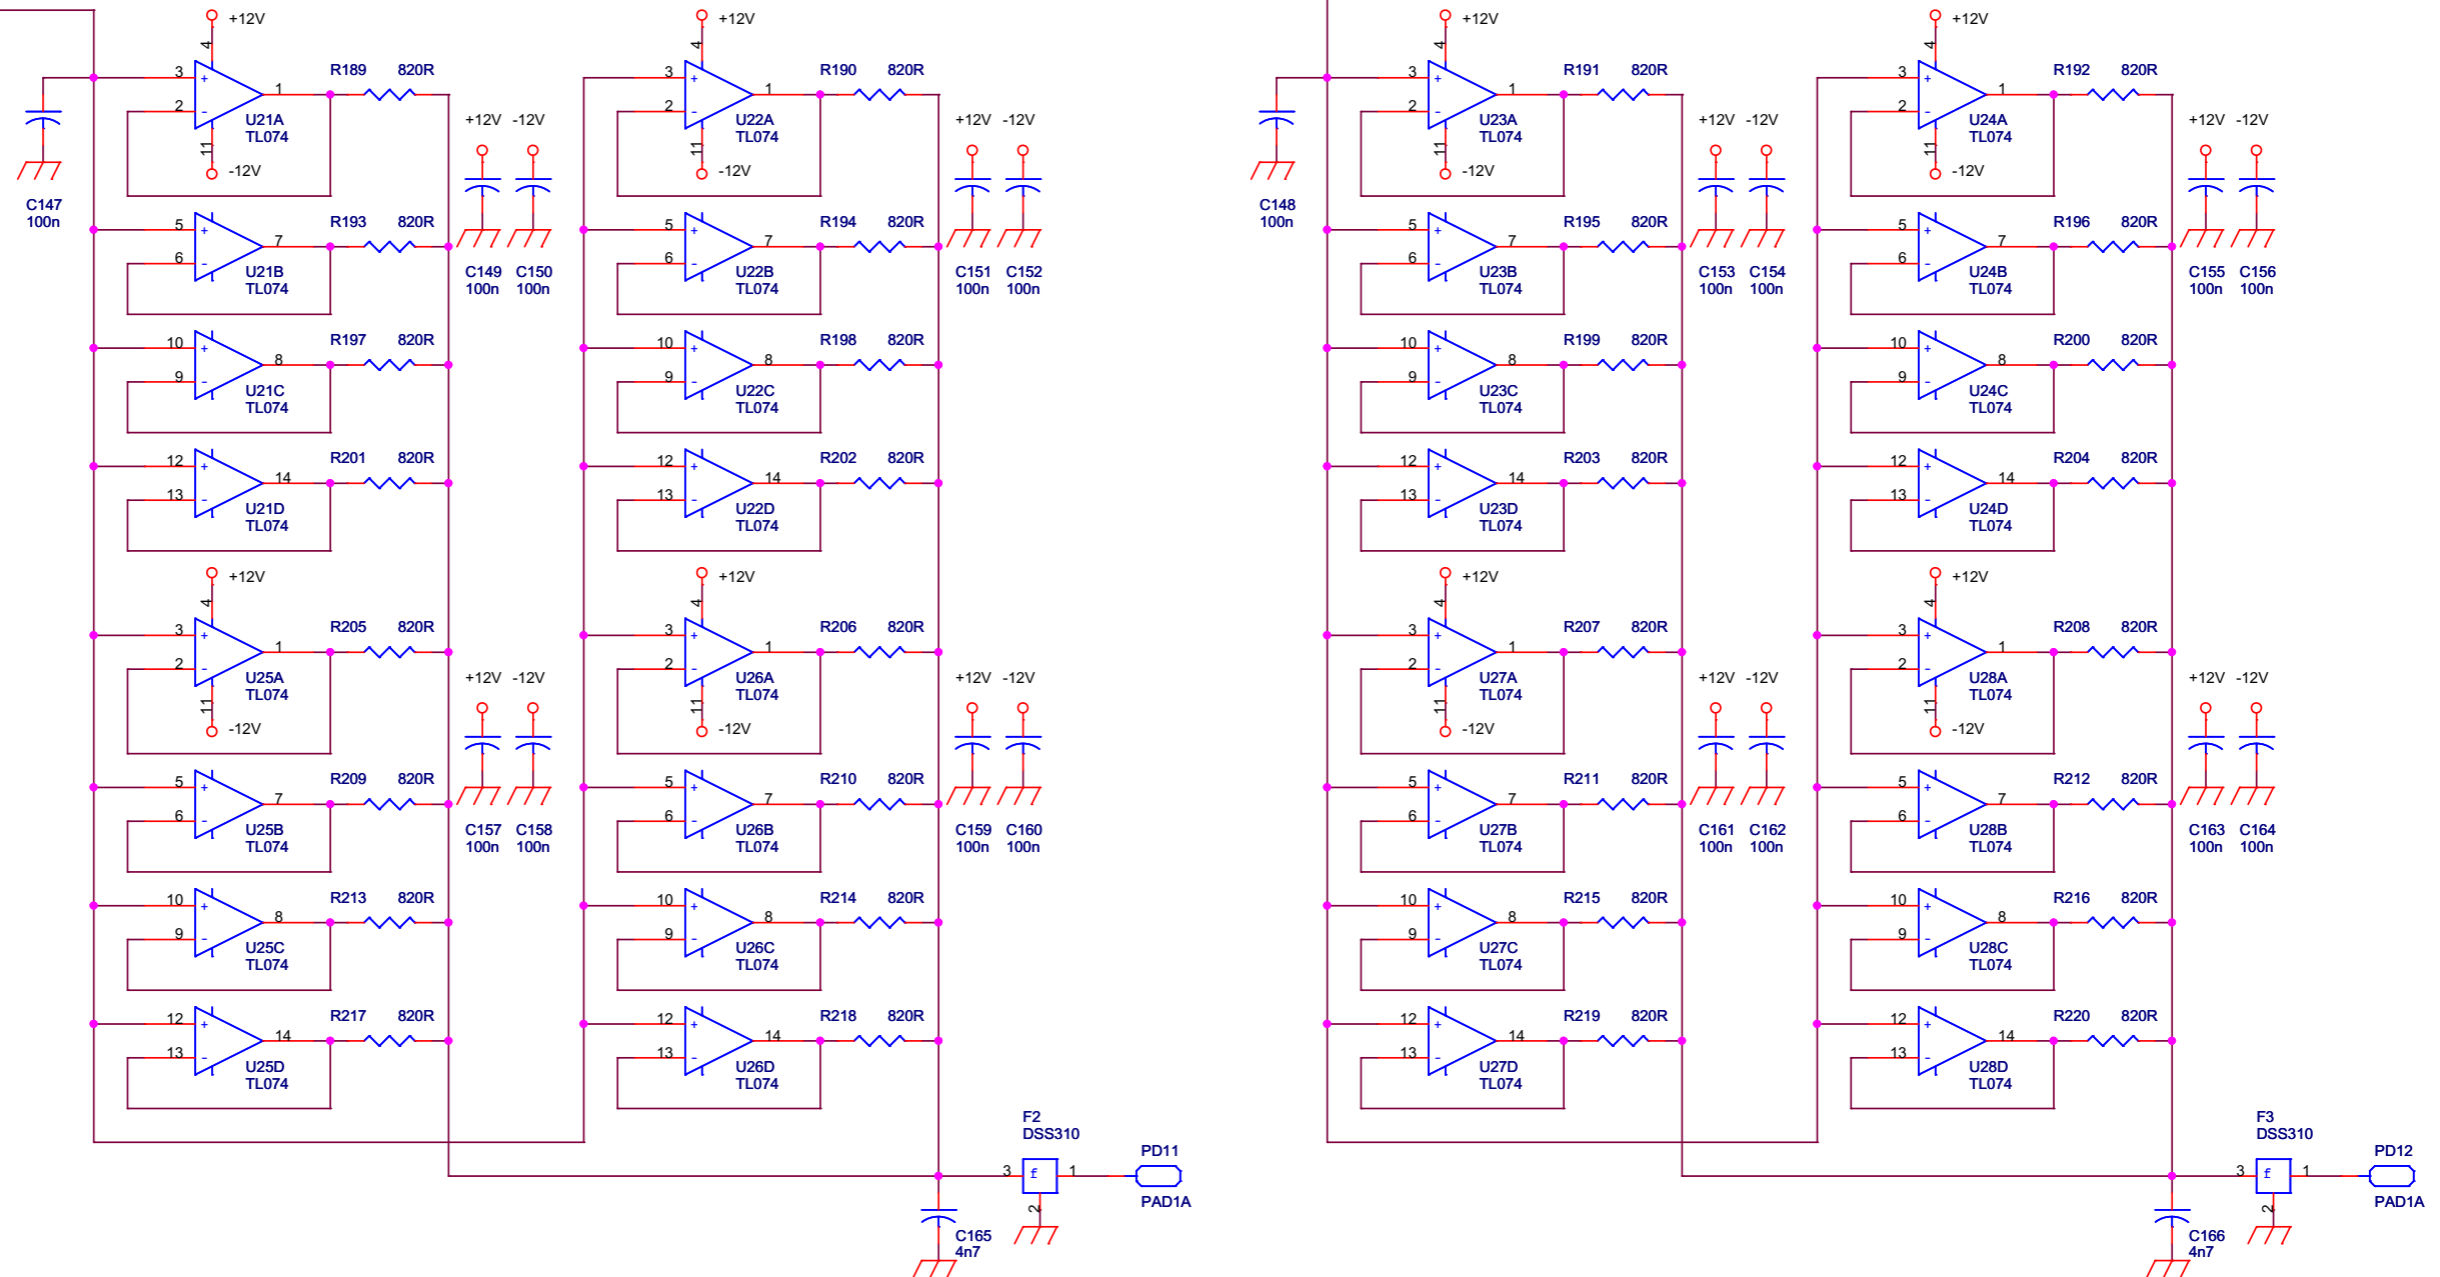 +12V +12V +12V +12V
4 4 4 4
3 + 1 R189 820R 3 + 1 R190 820R 3 + 1 R191 820R 3 + 1 R192 820R
2 - 2 - 2 - 2 -
U21A +12V -12V U22A +12V -12V U23A +12V -12V U24A +12V -12V
TL074 TL074 TL074 TL074
11 11 11 11
-12V -12V -12V -12V
C147 C148
100n 100n
5 + 7 R193 820R 5 + 7 R194 820R 5 + 7 R195 820R 5 + 7 R196 820R
6 - 6 - 6 - 6 -
U21B C149 C150 U22B C151 C152 U23B C153 C154 U24B C155 C156
TL074 100n 100n TL074 100n 100n TL074 100n 100n TL074 100n 100n
10 + 8 R197 820R 10 + 8 R198 820R 10 + 8 R199 820R 10 + 8 R200 820R
9 - 9 - 9 - 9 -
U21C U22C U23C U24C
TL074 TL074 TL074 TL074
12 + 14 R201 820R 12 + 14 R202 820R 12 + 14 R203 820R 12 + 14 R204 820R
13 - 13 - 13 - 13 -
U21D U22D U23D U24D
TL074 TL074 TL074 TL074
+12V +12V +12V +12V
4 4 4 4
3 + 1 R205 820R 3 + 1 R206 820R 3 + 1 R207 820R 3 + 1 R208 820R
2 - 2 - 2 - 2 -
U25A +12V -12V U26A +12V -12V U27A +12V -12V U28A +12V -12V
TL074 TL074 TL074 TL074
11 11 11 11
-12V -12V -12V -12V
5 + 7 R209 820R 5 + 7 R210 820R 5 + 7 R211 820R 5 + 7 R212 820R
6 - 6 - 6 - 6 -
U25B C157 C158 U26B C159 C160 U27B C161 C162 U28B C163 C164
TL074 100n 100n TL074 100n 100n TL074 100n 100n TL074 100n 100n
10 + 8 R213 820R 10 + 8 R214 820R 10 + 8 R215 820R 10 + 8 R216 820R
9 - 9 - 9 - 9 -
U25C U26C U27C U28C
TL074 TL074 TL074 TL074
12 + 14 R217 820R 12 + 14 R218 820R 12 + 14 R219 820R 12 + 14 R220 820R
13 - 13 - 13 - 13 -
U25D U26D U27D U28D
TL074 TL074 TL074 TL074
F2 F3
DSS310 DSS310
PD11 PD12
3 f 1 3 f 1
2 2
PAD1A PAD1A
C165 C166
4n7 4n7